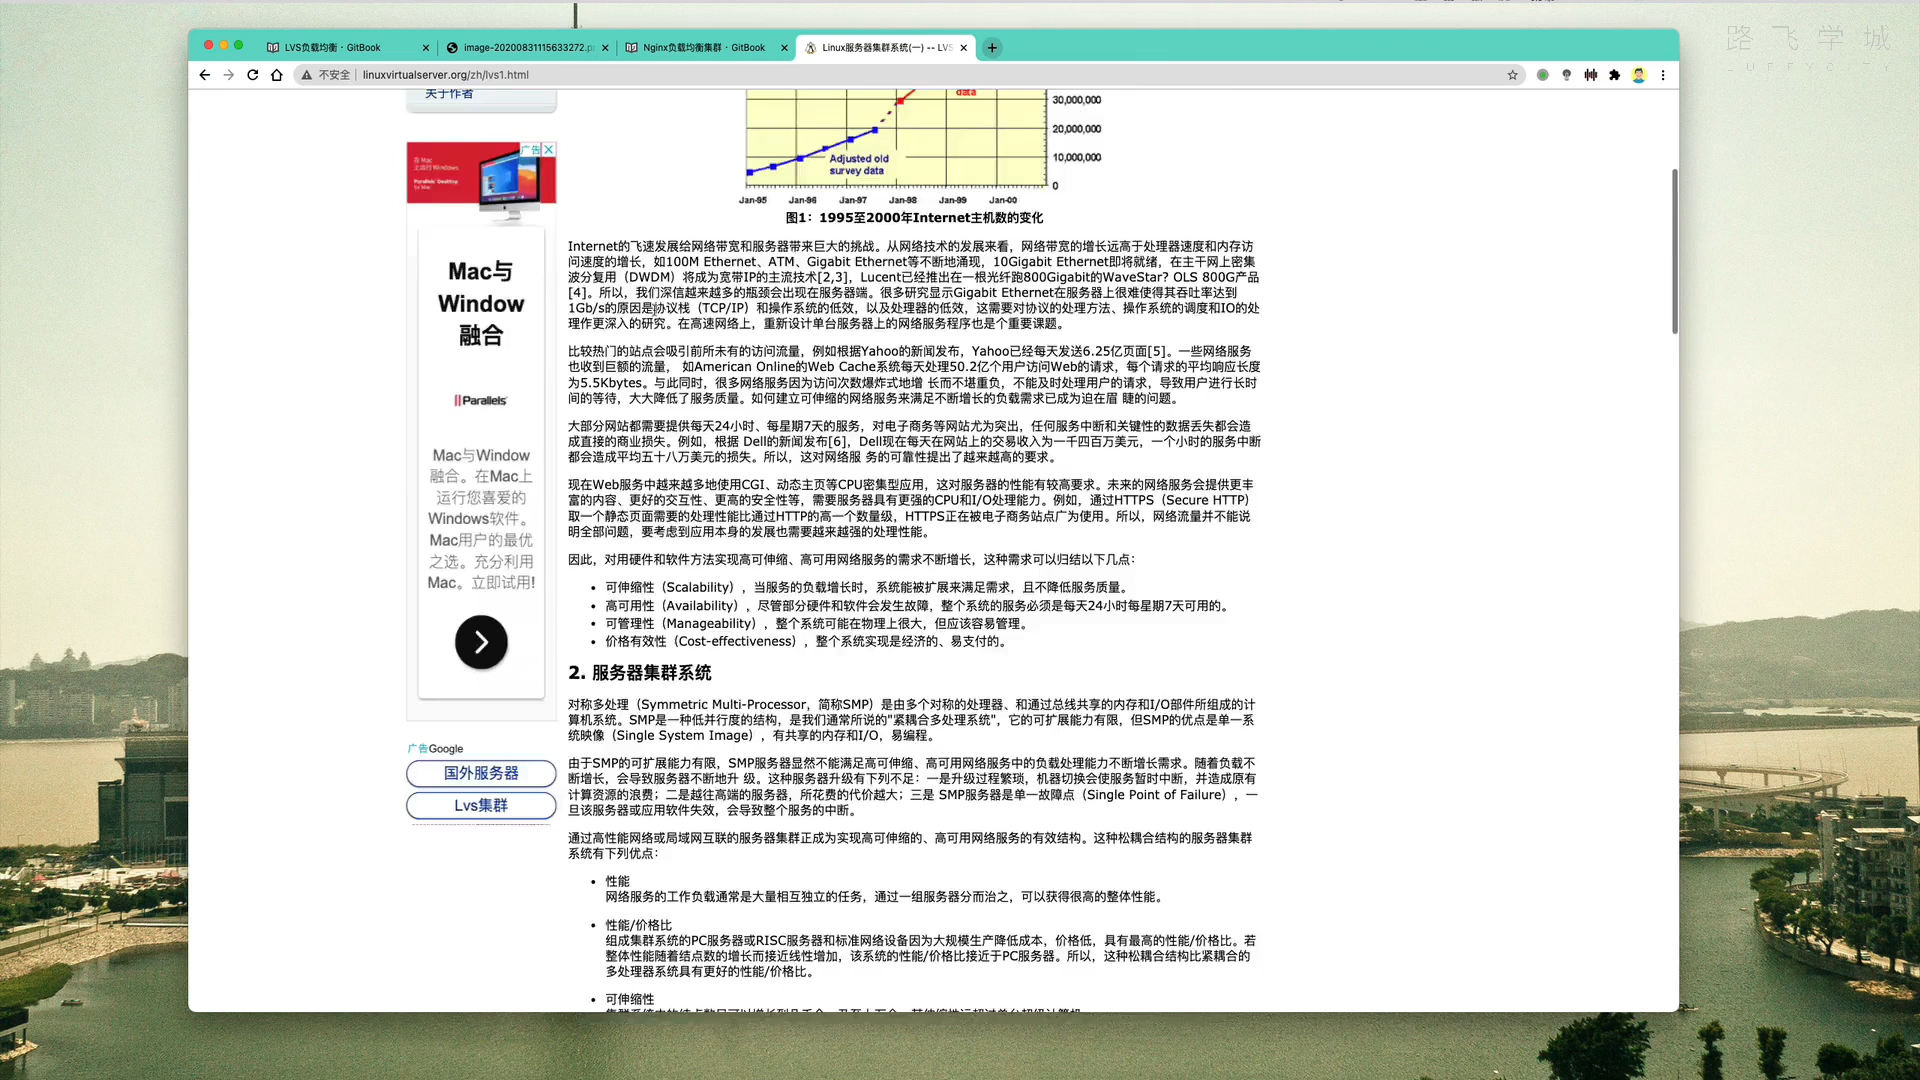 路飞学城
LUFFYCITY
LVS负载均衡 · GitBook
image-20200831115633272.p
Nginx负载均衡集群 · GitBook
Linux服务器集群系统(一) -- LVS
不安全
linuxvirtualserver.org/zh/lvs1.html
关于作者
data
30,000,000
20,000,000
10,000,000
0
Adjusted old
survey data
Jan-95 Jan-96 Jan-97 Jan-98 Jan-99 Jan-00
图1：1995至2000年Internet主机数的变化
广告
在 Mac
上运行 Windows
Parallels Desktop
for Mac
Mac与
Window
融合
Parallels
Mac与Window
融合。在Mac上
运行您喜爱的
Windows软件。
Mac用户的最优
之选。充分利用
Mac。立即试用!
广告Google
国外服务器
Lvs集群
Internet的飞速发展给网络带宽和服务器带来巨大的挑战。从网络技术的发展来看，网络带宽的增长远高于处理器速度和内存访
问速度的增长，如100M Ethernet、ATM、Gigabit Ethernet等不断地涌现，10Gigabit Ethernet即将就绪，在主干网上密集
波分复用（DWDM）将成为宽带IP的主流技术[2,3]，Lucent已经推出在一根光纤跑800Gigabit的WaveStar? OLS 800G产品
[4]。所以，我们深信越来越多的瓶颈会出现在服务器端。很多研究显示Gigabit Ethernet在服务器上很难使得其吞吐率达到
1Gb/s的原因是协议栈（TCP/IP）和操作系统的低效，以及处理器的低效，这需要对协议的处理方法、操作系统的调度和IO的处
理作更深入的研究。在高速网络上，重新设计单台服务器上的网络服务程序也是个重要课题。
比较热门的站点会吸引前所未有的访问流量，例如根据Yahoo的新闻发布，Yahoo已经每天发送6.25亿页面[5]。一些网络服务
也收到巨额的流量， 如American Online的Web Cache系统每天处理50.2亿个用户访问Web的请求，每个请求的平均响应长度
为5.5Kbytes。与此同时，很多网络服务因为访问次数爆炸式地增 长而不堪重负，不能及时处理用户的请求，导致用户进行长时
间的等待，大大降低了服务质量。如何建立可伸缩的网络服务来满足不断增长的负载需求已成为迫在眉 睫的问题。
大部分网站都需要提供每天24小时、每星期7天的服务，对电子商务等网站尤为突出，任何服务中断和关键性的数据丢失都会造
成直接的商业损失。例如，根据 Dell的新闻发布[6]，Dell现在每天在网站上的交易收入为一千四百万美元，一个小时的服务中断
都会造成平均五十八万美元的损失。所以，这对网络服 务的可靠性提出了越来越高的要求。
现在Web服务中越来越多地使用CGI、动态主页等CPU密集型应用，这对服务器的性能有较高要求。未来的网络服务会提供更丰
富的内容、更好的交互性、更高的安全性等，需要服务器具有更强的CPU和I/O处理能力。例如，通过HTTPS（Secure HTTP）
取一个静态页面需要的处理性能比通过HTTP的高一个数量级，HTTPS正在被电子商务站点广为使用。所以，网络流量并不能说
明全部问题，要考虑到应用本身的发展也需要越来越强的处理性能。
因此，对用硬件和软件方法实现高可伸缩、高可用网络服务的需求不断增长，这种需求可以归结以下几点：
• 可伸缩性（Scalability），当服务的负载增长时，系统能被扩展来满足需求，且不降低服务质量。
• 高可用性（Availability），尽管部分硬件和软件会发生故障，整个系统的服务必须是每天24小时每星期7天可用的。
• 可管理性（Manageability），整个系统可能在物理上很大，但应该容易管理。
• 价格有效性（Cost-effectiveness），整个系统实现是经济的、易支付的。
2. 服务器集群系统
对称多处理（Symmetric Multi-Processor，简称SMP）是由多个对称的处理器、和通过总线共享的内存和I/O部件所组成的计
算机系统。SMP是一种低并行度的结构，是我们通常所说的"紧耦合多处理系统"，它的可扩展能力有限，但SMP的优点是单一系
统映像（Single System Image），有共享的内存和I/O，易编程。
由于SMP的可扩展能力有限，SMP服务器显然不能满足高可伸缩、高可用网络服务中的负载处理能力不断增长需求。随着负载不
断增长，会导致服务器不断地升 级。这种服务器升级有下列不足：一是升级过程繁琐，机器切换会使服务暂时中断，并造成原有
计算资源的浪费；二是越往高端的服务器，所花费的代价越大；三是 SMP服务器是单一故障点（Single Point of Failure），一
旦该服务器或应用软件失效，会导致整个服务的中断。
通过高性能网络或局域网互联的服务器集群正成为实现高可伸缩的、高可用网络服务的有效结构。这种松耦合结构的服务器集群
系统有下列优点：
• 性能
网络服务的工作负载通常是大量相互独立的任务，通过一组服务器分而治之，可以获得很高的整体性能。
• 性能/价格比
组成集群系统的PC服务器或RISC服务器和标准网络设备因为大规模生产降低成本，价格低，具有最高的性能/价格比。若
整体性能随着结点数的增长而接近线性增加，该系统的性能/价格比接近于PC服务器。所以，这种松耦合结构比紧耦合的
多处理器系统具有更好的性能/价格比。
• 可伸缩性